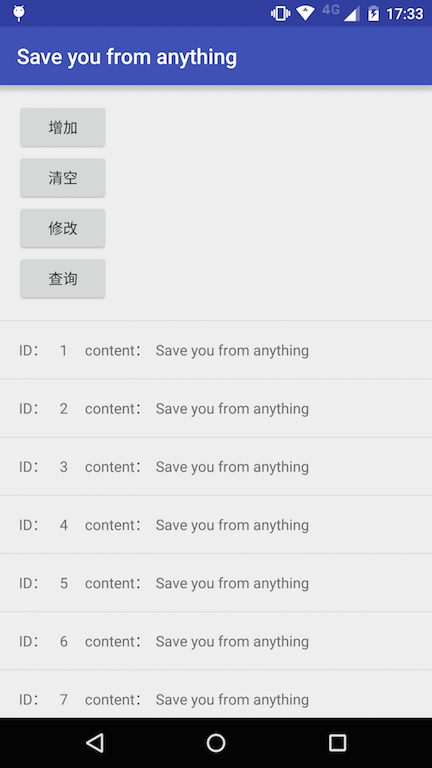 4G 17:33
Save you from anything
增加
清空
修改
查询
ID： 1 content： Save you from anything
ID： 2 content： Save you from anything
ID： 3 content： Save you from anything
ID： 4 content： Save you from anything
ID： 5 content： Save you from anything
ID： 6 content： Save you from anything
ID： 7 content： Save you from anything